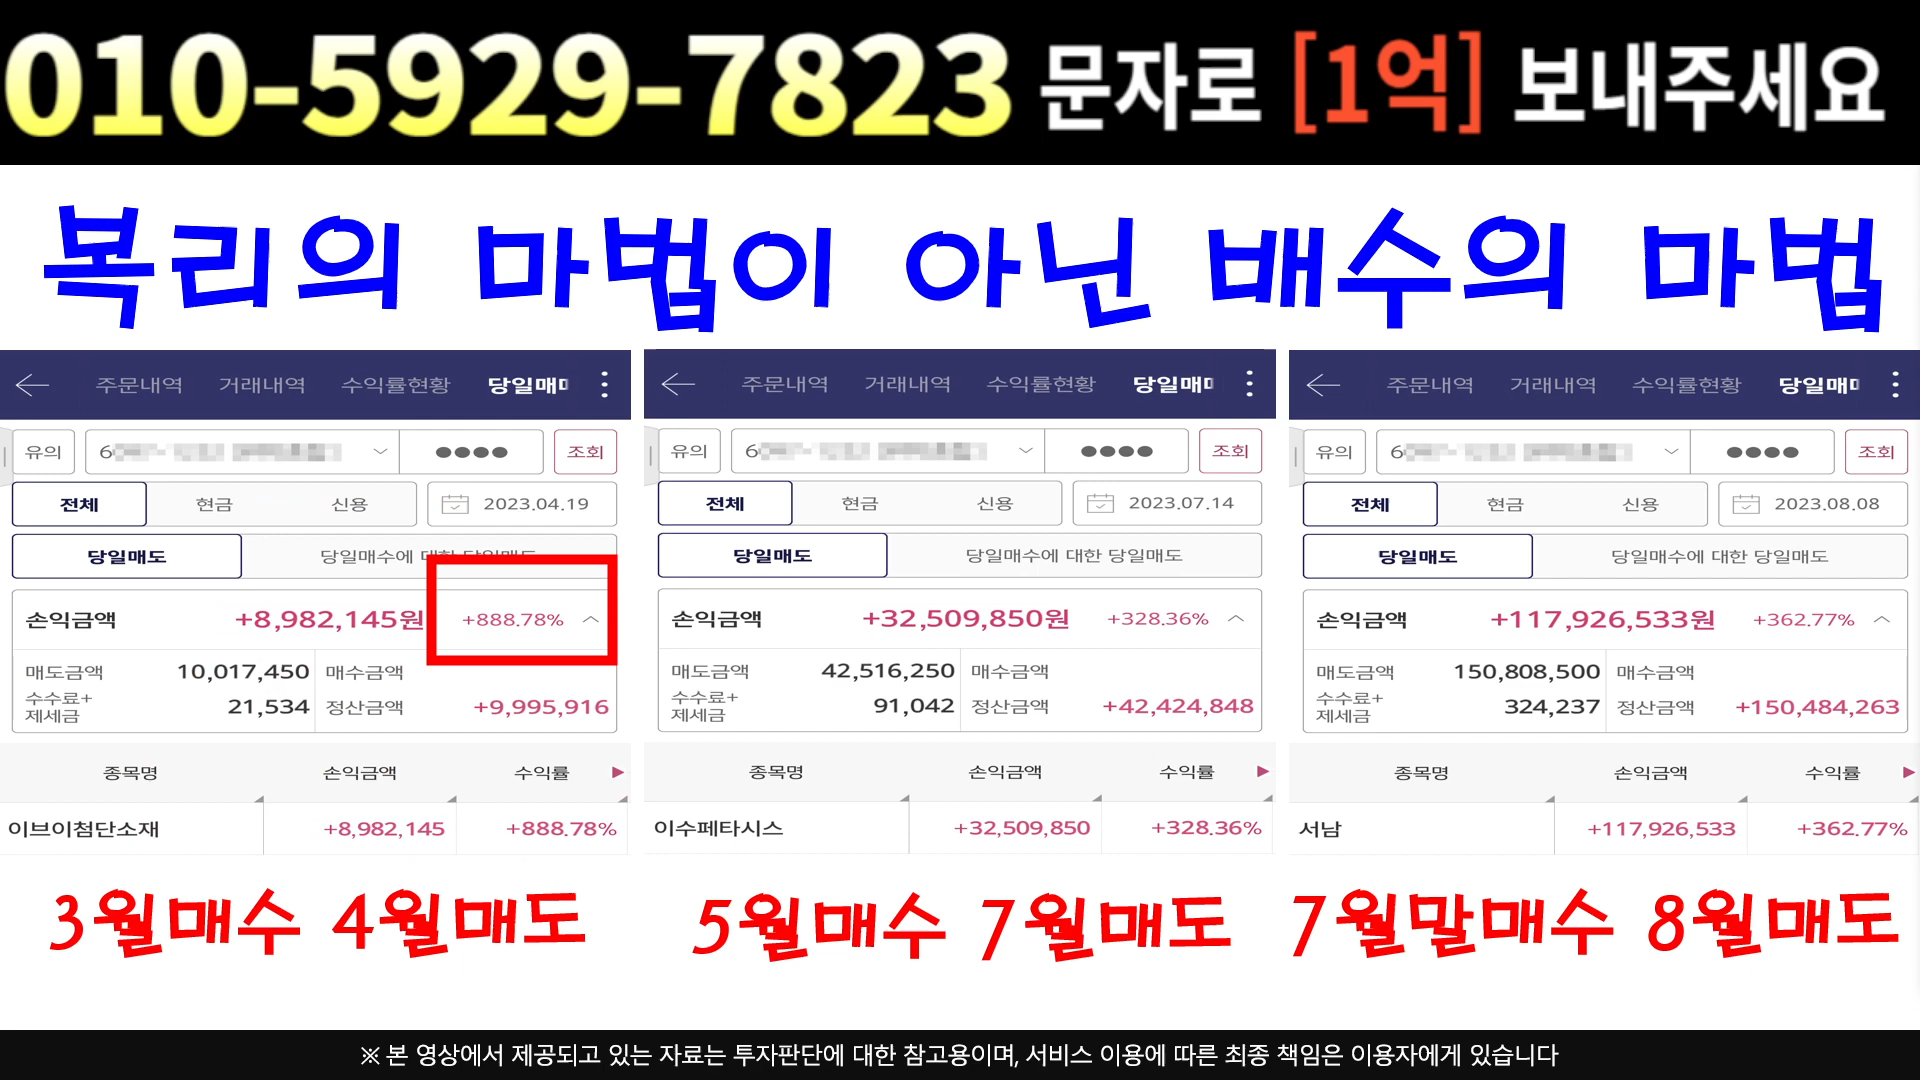 010-5929-7823 문자로 [1억] 보내주세요
복리의 마법이 아닌 배수의 마법
주문내역 거래내역 수익률현황 당일매매
유의 6 ●●●● 조회
전체 현금 신용 2023.04.19
당일매도 당일매수에 대한 당일매도
손익금액 +8,982,145원 +888.78%
매도금액 10,017,450 매수금액
수수료+
제세금 21,534 정산금액 +9,995,916
종목명 손익금액 수익률
이브이첨단소재 +8,982,145 +888.78%
3월매수 4월매도
주문내역 거래내역 수익률현황 당일매매
유의 6 ●●●● 조회
전체 현금 신용 2023.07.14
당일매도 당일매수에 대한 당일매도
손익금액 +32,509,850원 +328.36%
매도금액 42,516,250 매수금액
수수료+
제세금 91,042 정산금액 +42,424,848
종목명 손익금액 수익률
이수페타시스 +32,509,850 +328.36%
5월매수 7월매도
주문내역 거래내역 수익률현황 당일매매
유의 6 ●●●● 조회
전체 현금 신용 2023.08.08
당일매도 당일매수에 대한 당일매도
손익금액 +117,926,533원 +362.77%
매도금액 150,808,500 매수금액
수수료+
제세금 324,237 정산금액 +150,484,263
종목명 손익금액 수익률
서남 +117,926,533 +362.77%
7월말매수 8월매도
※ 본 영상에서 제공되고 있는 자료는 투자판단에 대한 참고용이며, 서비스 이용에 따른 최종 책임은 이용자에게 있습니다